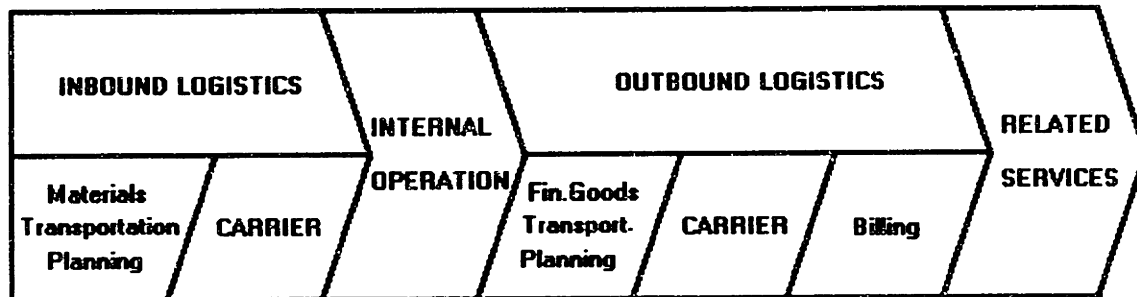 INBOUND LOGISTICS
Materials
Transportation
Planning
CARRIER
INTERNAL
OPERATION
OUTBOUND LOGISTICS
Fin.Goods
Transport.
Planning
CARRIER
Billing
RELATED
SERVICES